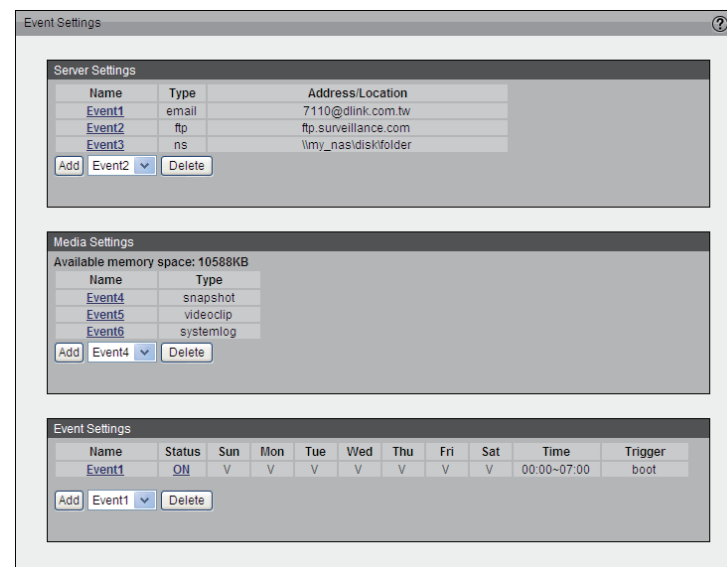 Event Settings
?
Server Settings
Name Type Address/Location
Event1 email 7110@dlink.com.tw
Event2 ftp ftp.surveillance.com
Event3 ns \\my_nas\disk\folder
Add Event2 Delete
Media Settings
Available memory space: 10588KB
Name Type
Event4 snapshot
Event5 videoclip
Event6 systemlog
Add Event4 Delete
Event Settings
Name Status Sun Mon Tue Wed Thu Fri Sat Time Trigger
Event1 ON V V V V V V V 00:00~07:00 boot
Add Event1 Delete